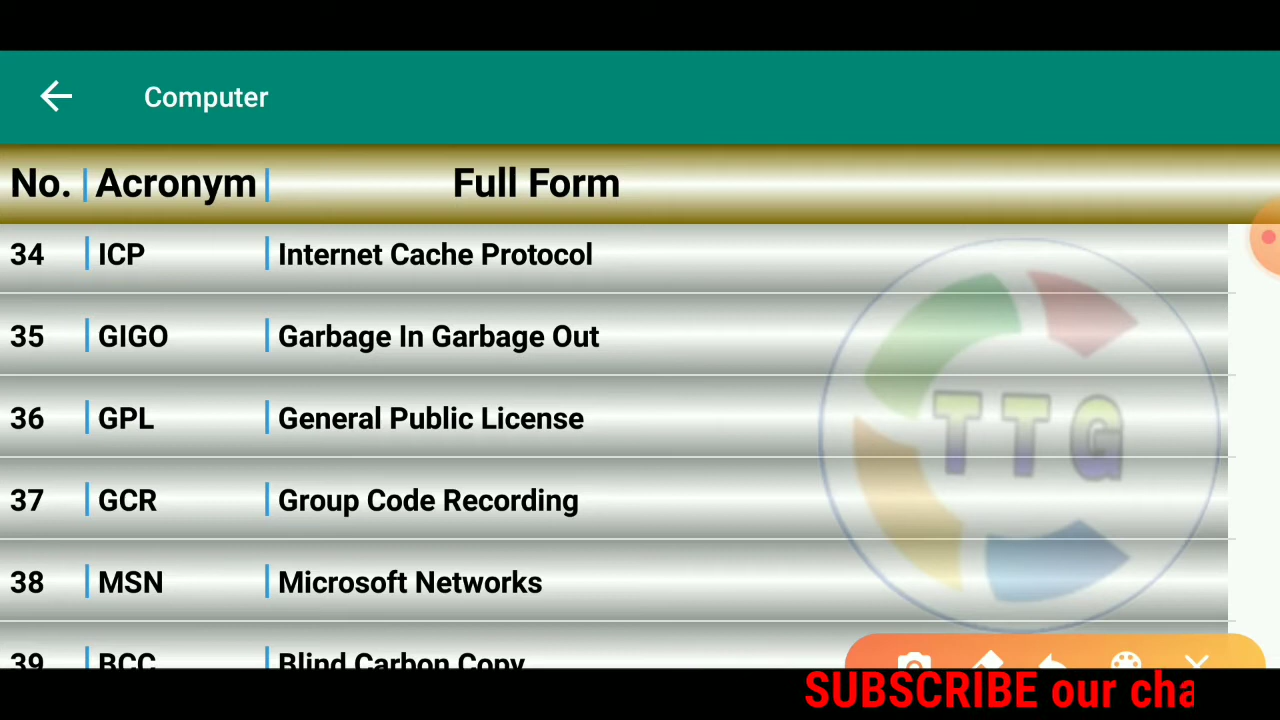 Computer
No. | Acronym | Full Form
34 | ICP | Internet Cache Protocol
35 | GIGO | Garbage In Garbage Out
36 | GPL | General Public License
37 | GCR | Group Code Recording
38 | MSN | Microsoft Networks
39 | BCC | Blind Carbon Copy
TTG
SUBSCRIBE our cha